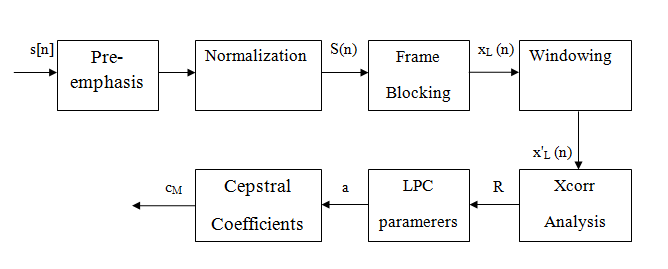 s[n]
Pre-
emphasis
Normalization
S(n)
Frame
Blocking
xL (n)
Windowing
x'L (n)
Xcorr
Analysis
R
LPC
paramerers
a
Cepstral
Coefficients
cM